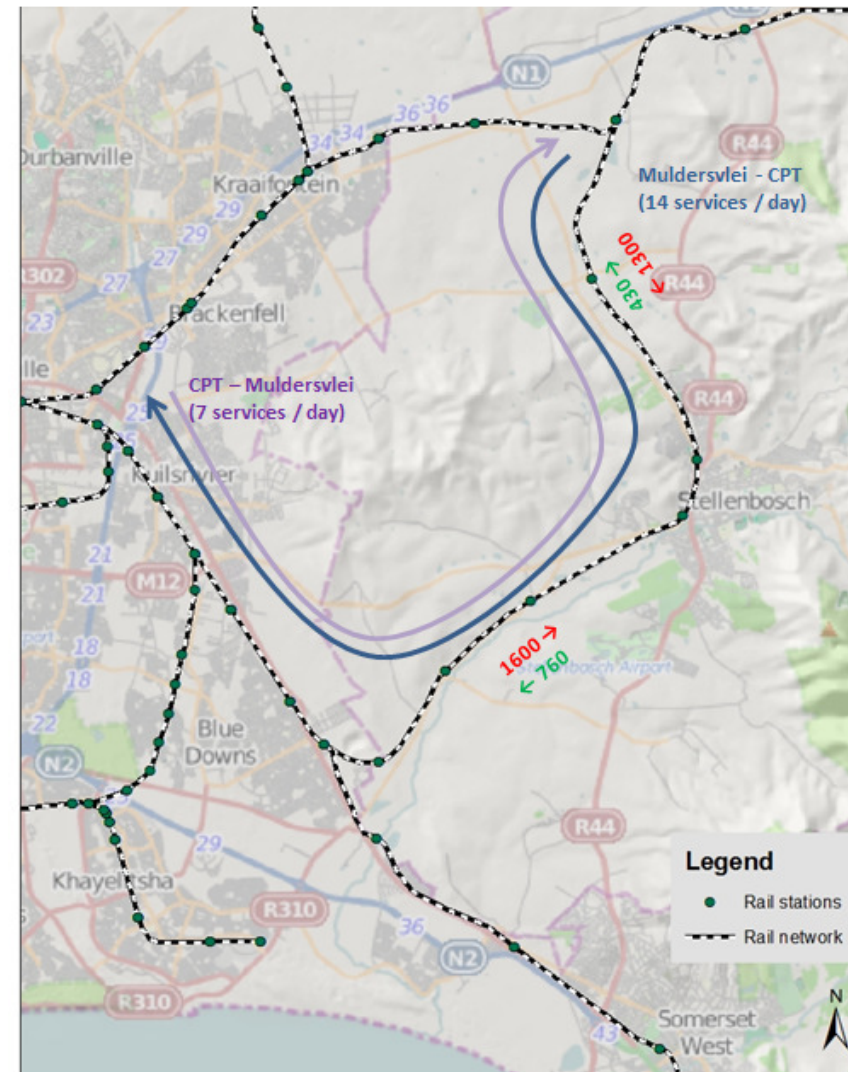 N1
34
34
36
36
Durbanville
Kraaifontein
R44
Muldersvlei - CPT
(14 services / day)
29
29
27
27
R302
23
Brackenfell
1300 →
← 430
R44
CPT – Muldersvlei
(7 services / day)
R44
25
Kuilsrivier
Stellenbosch
21
M12
21
18
18
1600 →
← 760
Stellenbosch Airport
22
Blue
Downs
N2
29
R44
Khayelitsha
R310
36
N2
R310
43
Somerset
West
Legend
Rail stations
Rail network
N